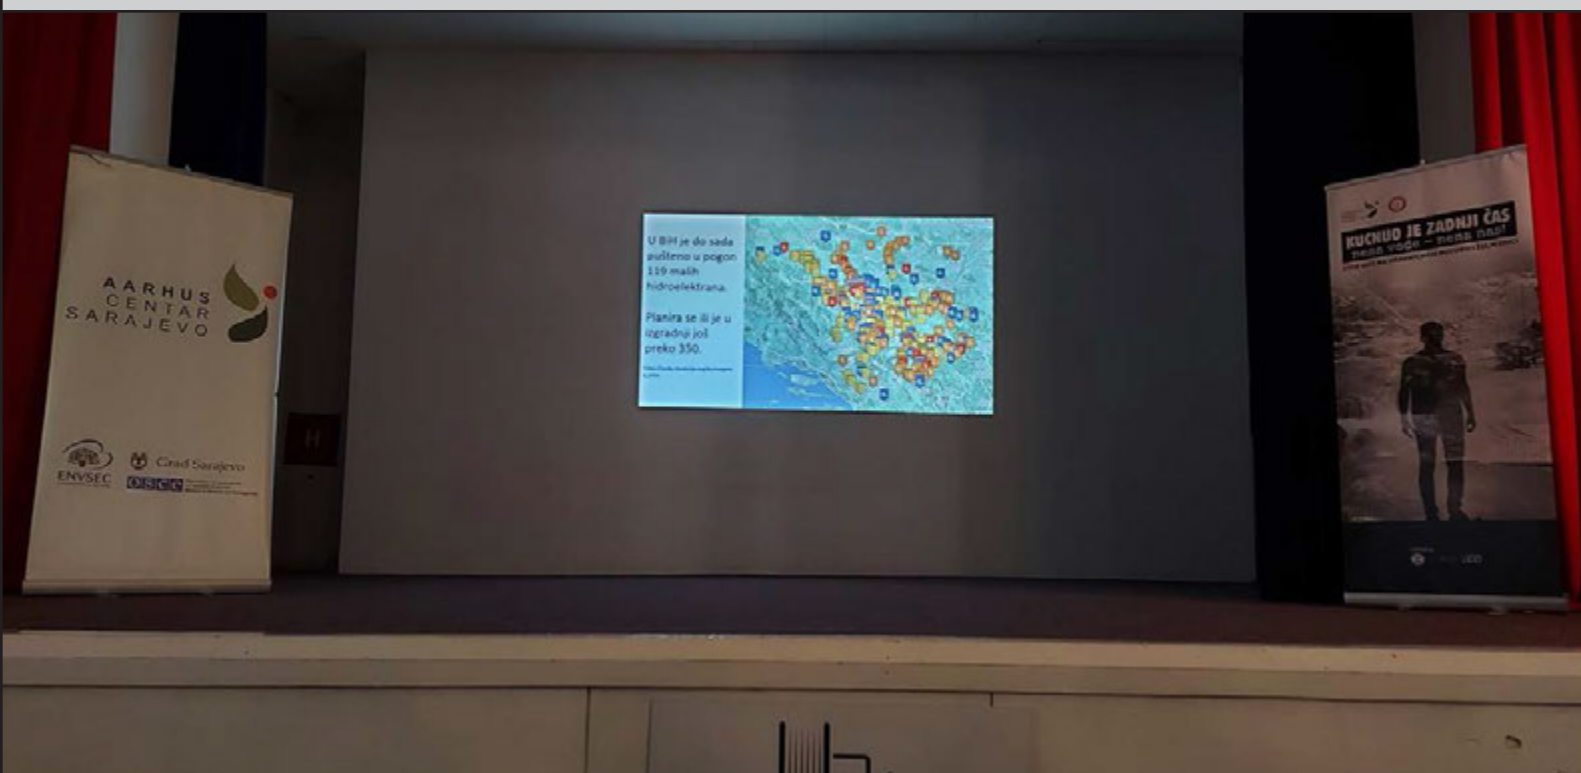 AARHUS
CENTAR
SARAJEVO
ENVSEC
Grad Sarajevo
osce
U BiH je do sada
pušteno u pogon
119 malih
hidroelektrana.
Planira se ili je u
izgradnji još
preko 350.
H
KUCNUO JE ZADNJI ČAS
nema vode – nema nas!